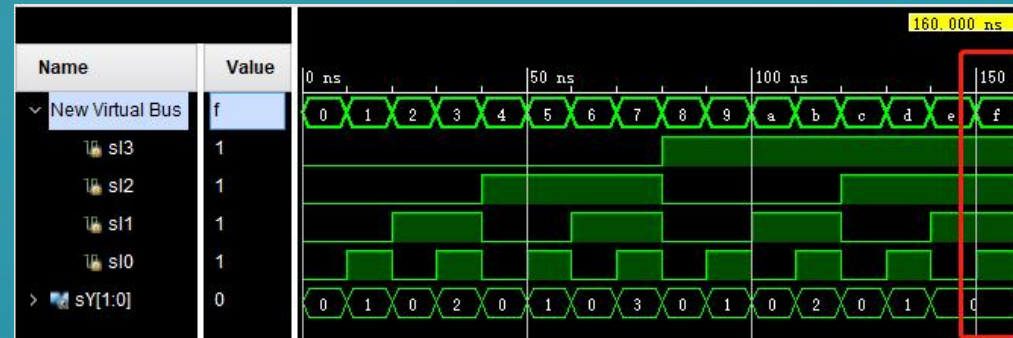 160.000 ns
Name Value
0 ns 50 ns 100 ns 150
New Virtual Bus f 0 1 2 3 4 5 6 7 8 9 a b c d e f
sI3 1
sI2 1
sI1 1
sI0 1
sY[1:0] 0 0 1 0 2 0 1 0 3 0 1 0 2 0 1 0